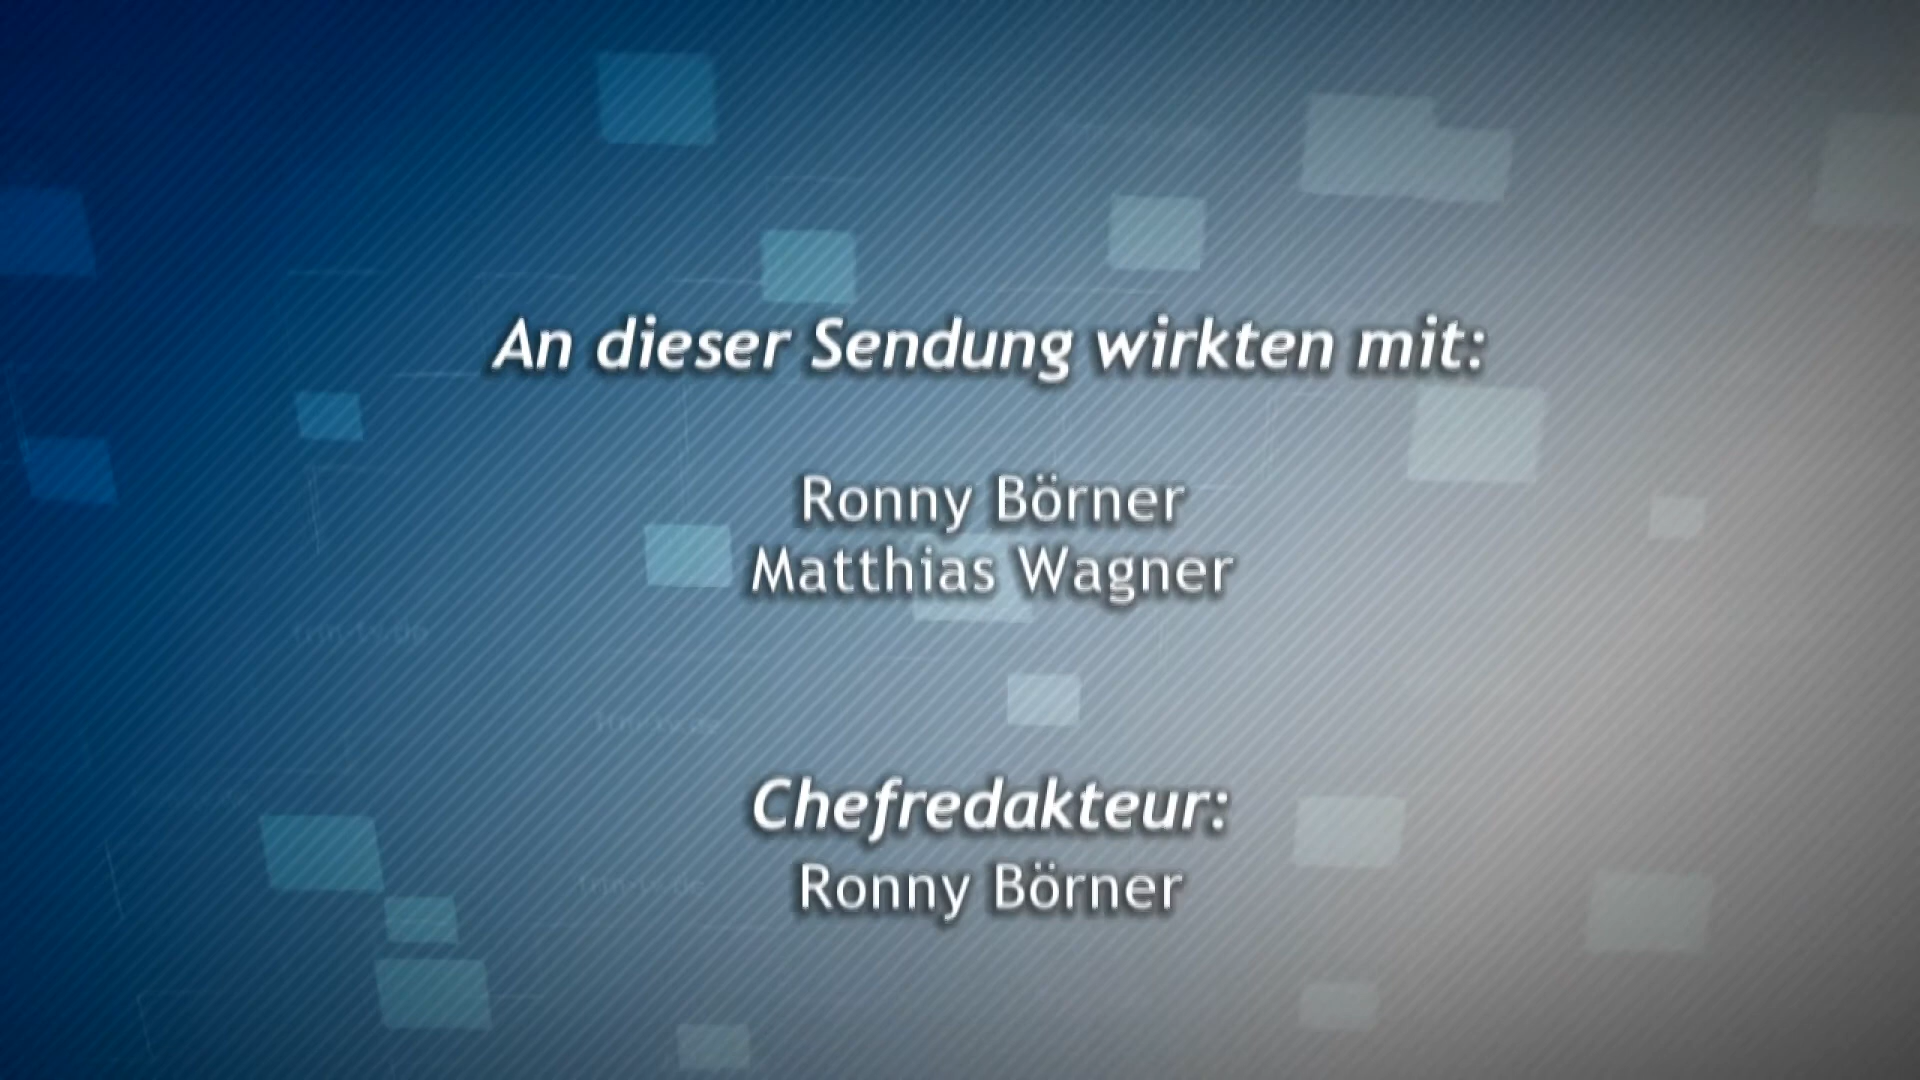 An dieser Sendung wirkten mit:
Ronny Börner
Matthias Wagner
Chefredakteur:
Ronny Börner